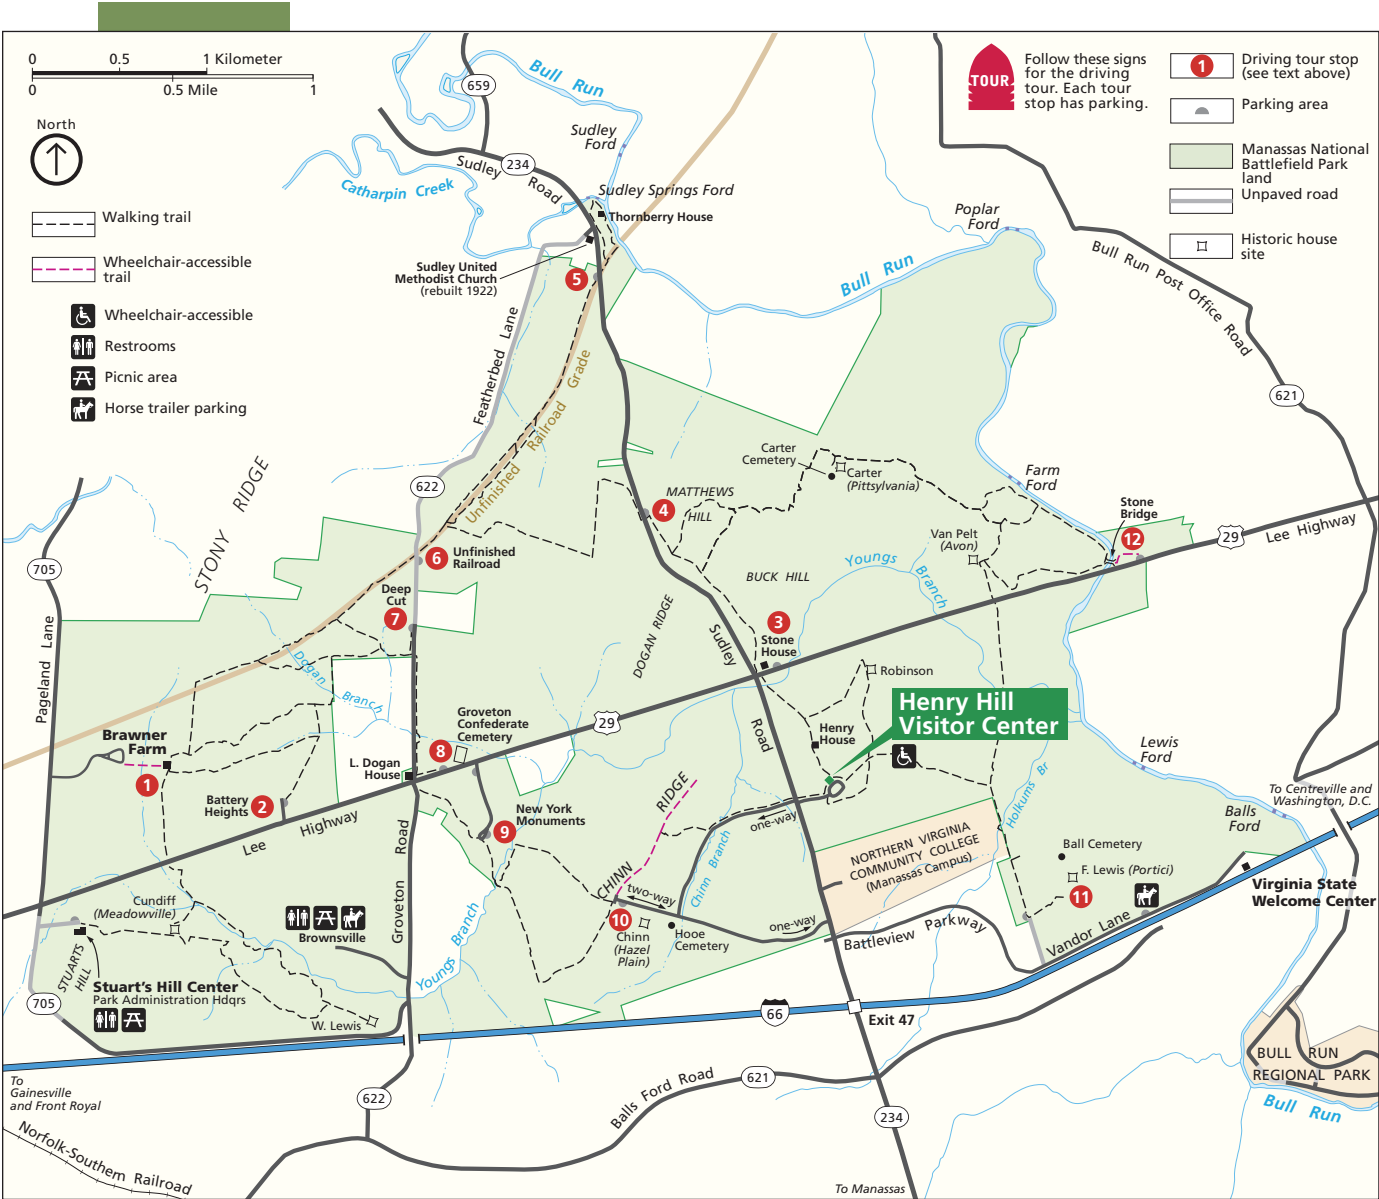 0 0.5 1 Kilometer
0 0.5 Mile 1
North
Walking trail
Wheelchair-accessible
trail
Wheelchair-accessible
Restrooms
Picnic area
Horse trailer parking
TOUR
Follow these signs
for the driving
tour. Each tour
stop has parking.
1
Driving tour stop
(see text above)
Parking area
Manassas National
Battlefield Park
land
Unpaved road
Historic house
site
659
Bull Run
Sudley
Ford
Sudley
234
Road
Catharpin Creek
Sudley Springs Ford
Thornberry House
Sudley United
Methodist Church
(rebuilt 1922)
5
Poplar
Ford
Bull Run
Bull Run Post Office Road
621
Featherbed Lane
Unfinished Railroad Grade
622
STONY RIDGE
Carter
Cemetery
Carter
(Pittsylvania)
MATTHEWS
HILL
4
Farm
Ford
Stone
Bridge
12
29
Lee Highway
Van Pelt
(Avon)
Youngs
Branch
BUCK HILL
6
Unfinished
Railroad
Deep
Cut
7
705
Pageland Lane
DOGAN RIDGE
Sudley
Road
3
Stone
House
Robinson
Henry Hill
Visitor Center
Henry
House
Dogan
Branch
Groveton
Confederate
Cemetery
8
29
Brawner
Farm
1
L. Dogan
House
Battery
Heights
2
Lee
Highway
New York
Monuments
9
CHINN RIDGE
one-way
Chinn Branch
Holkums Br
Lewis
Ford
Balls
Ford
To Centreville and
Washington, D.C.
NORTHERN VIRGINIA
COMMUNITY COLLEGE
(Manassas Campus)
Ball Cemetery
F. Lewis (Portici)
11
Virginia State
Welcome Center
Vandor Lane
Battleview Parkway
two-way
one-way
10
Chinn
(Hazel
Plain)
Hooe
Cemetery
Cundiff
(Meadowville)
Brownsville
Groveton
Road
Youngs Branch
STUARTS
HILL
Stuart's Hill Center
Park Administration Hdqrs
705
W. Lewis
66
Exit 47
To
Gainesville
and Front Royal
622
Balls Ford Road
621
234
BULL RUN
REGIONAL PARK
Bull Run
Norfolk-Southern Railroad
To Manassas